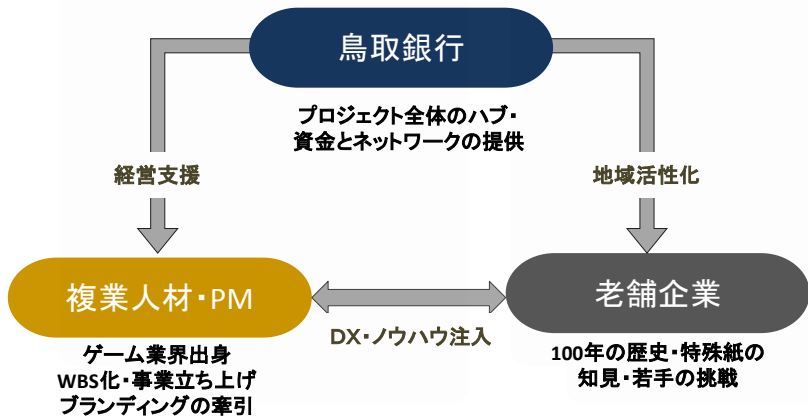 鳥取銀行
プロジェクト全体のハブ・
資金とネットワークの提供
経営支援
地域活性化
複業人材・PM
老舗企業
DX・ノウハウ注入
ゲーム業界出身
WBS化・事業立ち上げ
ブランディングの牽引
100年の歴史・特殊紙の
知見・若手の挑戦